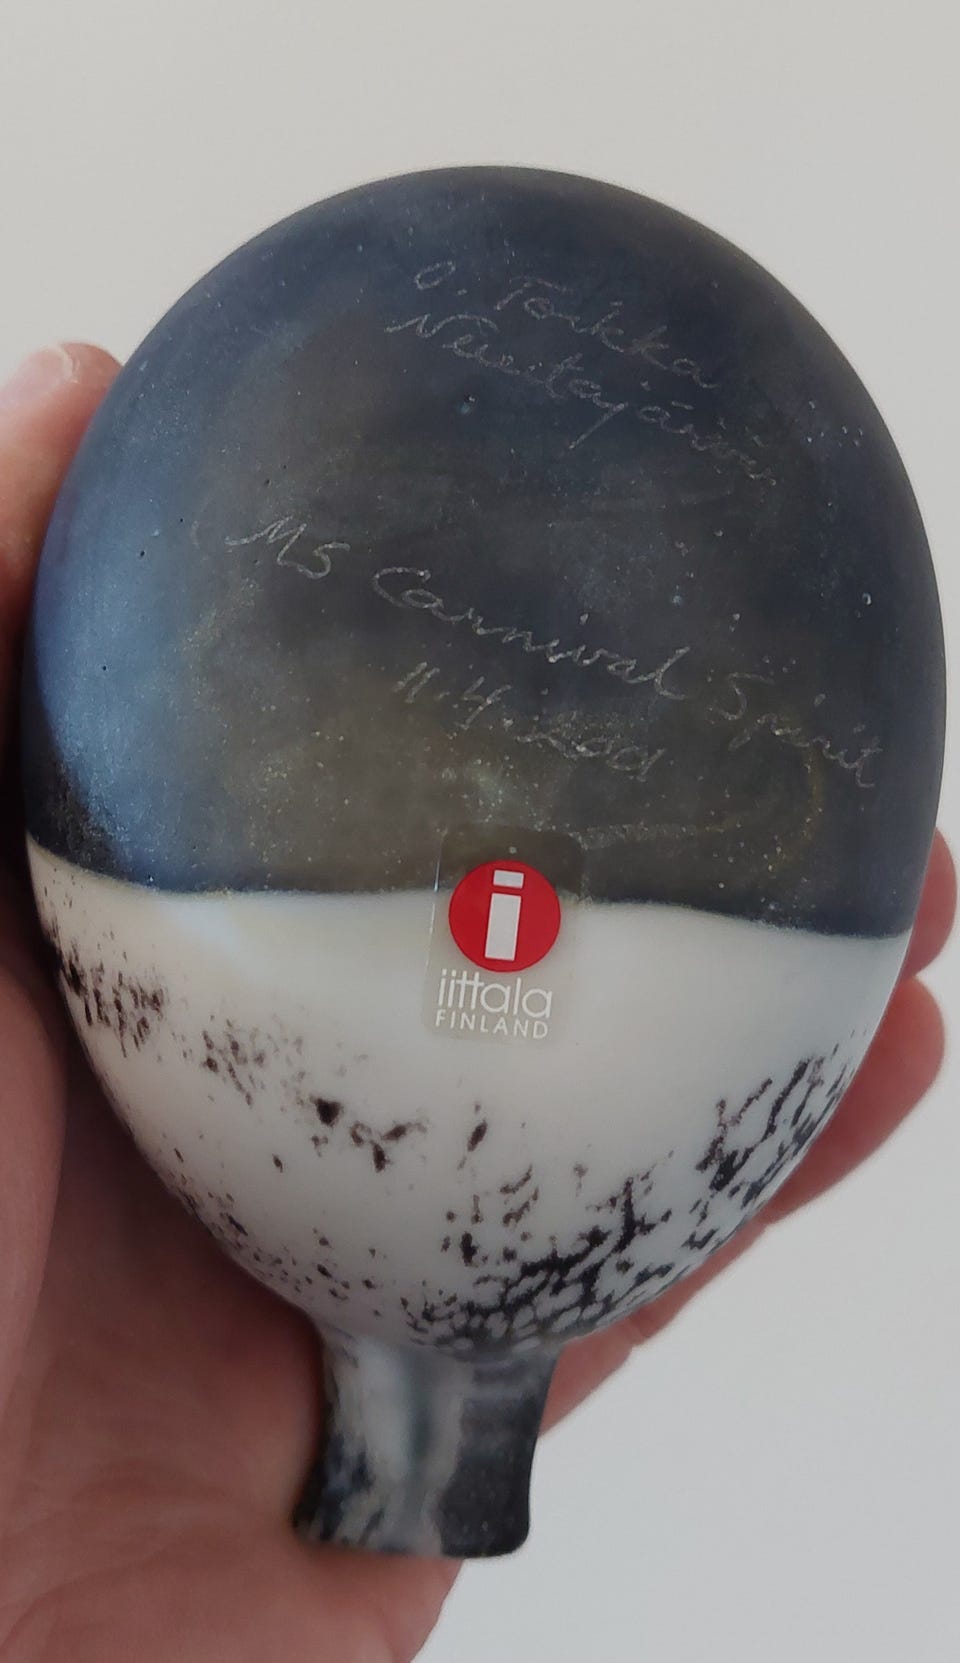 O. Toikka
Nuutajärvi
MS Carnival Spirit
11.4.2001
i
iittala
FINLAND